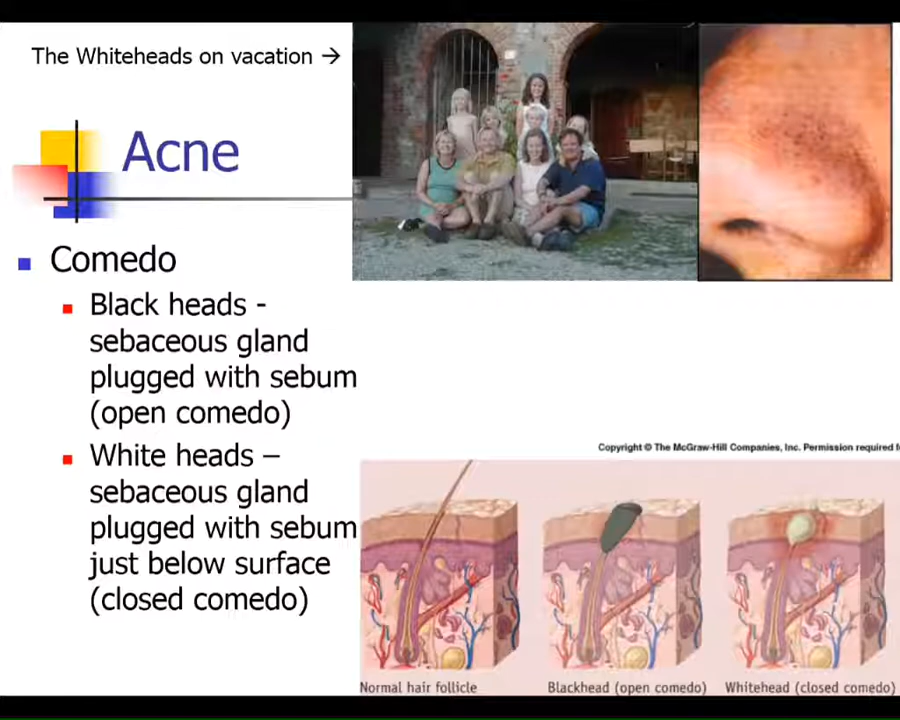 The Whiteheads on vacation →
Acne
Comedo
Black heads -
sebaceous gland
plugged with sebum
(open comedo)
White heads –
sebaceous gland
plugged with sebum
just below surface
(closed comedo)
Copyright © The McGraw-Hill Companies, Inc. Permission required f
Normal hair follicle
Blackhead (open comedo)
Whitehead (closed comedo)